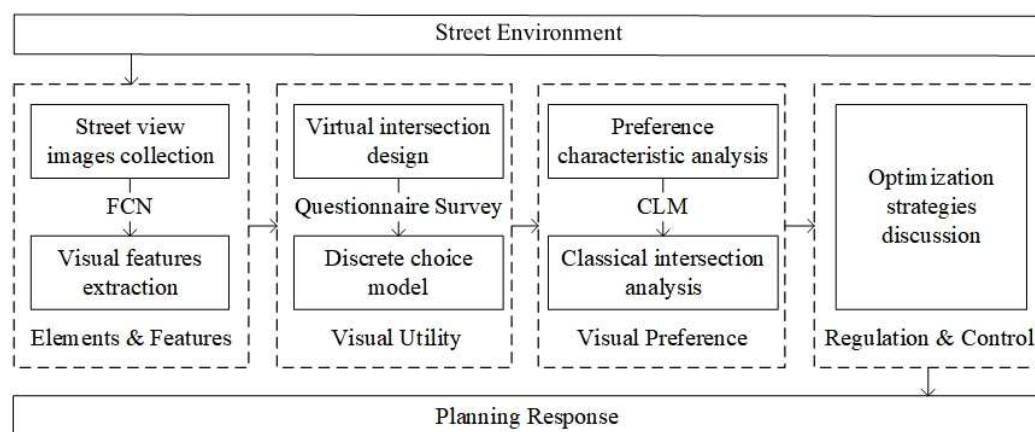 Street Environment
Street view
images collection
FCN
Visual features
extraction
Elements & Features
Virtual intersection
design
Questionnaire Survey
Discrete choice
model
Visual Utility
Preference
characteristic analysis
CLM
Classical intersection
analysis
Visual Preference
Optimization
strategies
discussion
Regulation & Control
Planning Response